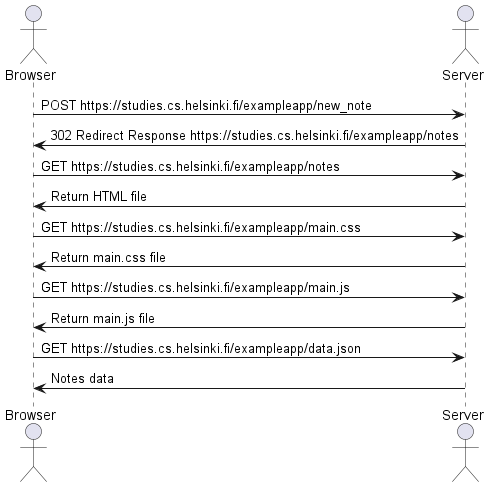 Browser Server
POST https://studies.cs.helsinki.fi/exampleapp/new_note
302 Redirect Response https://studies.cs.helsinki.fi/exampleapp/notes
GET https://studies.cs.helsinki.fi/exampleapp/notes
Return HTML file
GET https://studies.cs.helsinki.fi/exampleapp/main.css
Return main.css file
GET https://studies.cs.helsinki.fi/exampleapp/main.js
Return main.js file
GET https://studies.cs.helsinki.fi/exampleapp/data.json
Notes data
Browser Server